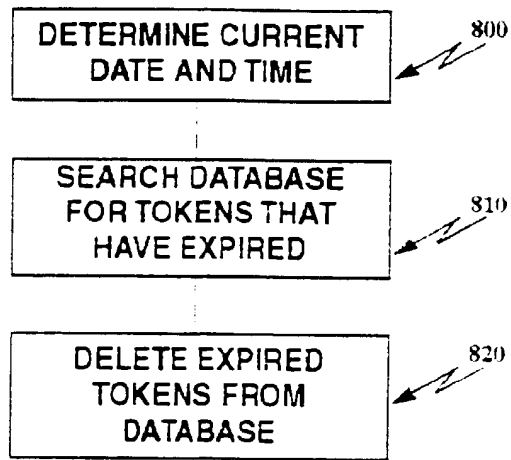 DETERMINE CURRENT
DATE AND TIME
800
SEARCH DATABASE
FOR TOKENS THAT
HAVE EXPIRED
810
DELETE EXPIRED
TOKENS FROM
DATABASE
820